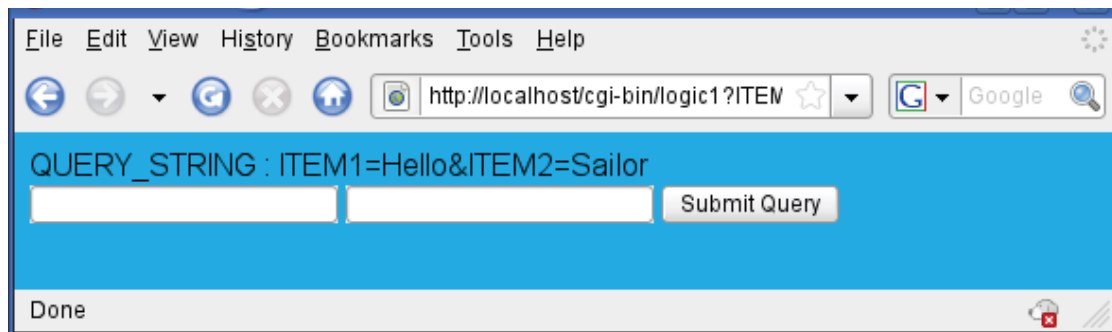 File Edit View History Bookmarks Tools Help
http://localhost/cgi-bin/logic1?ITEM G Google
QUERY_STRING : ITEM1=Hello&ITEM2=Sailor
Submit Query
Done